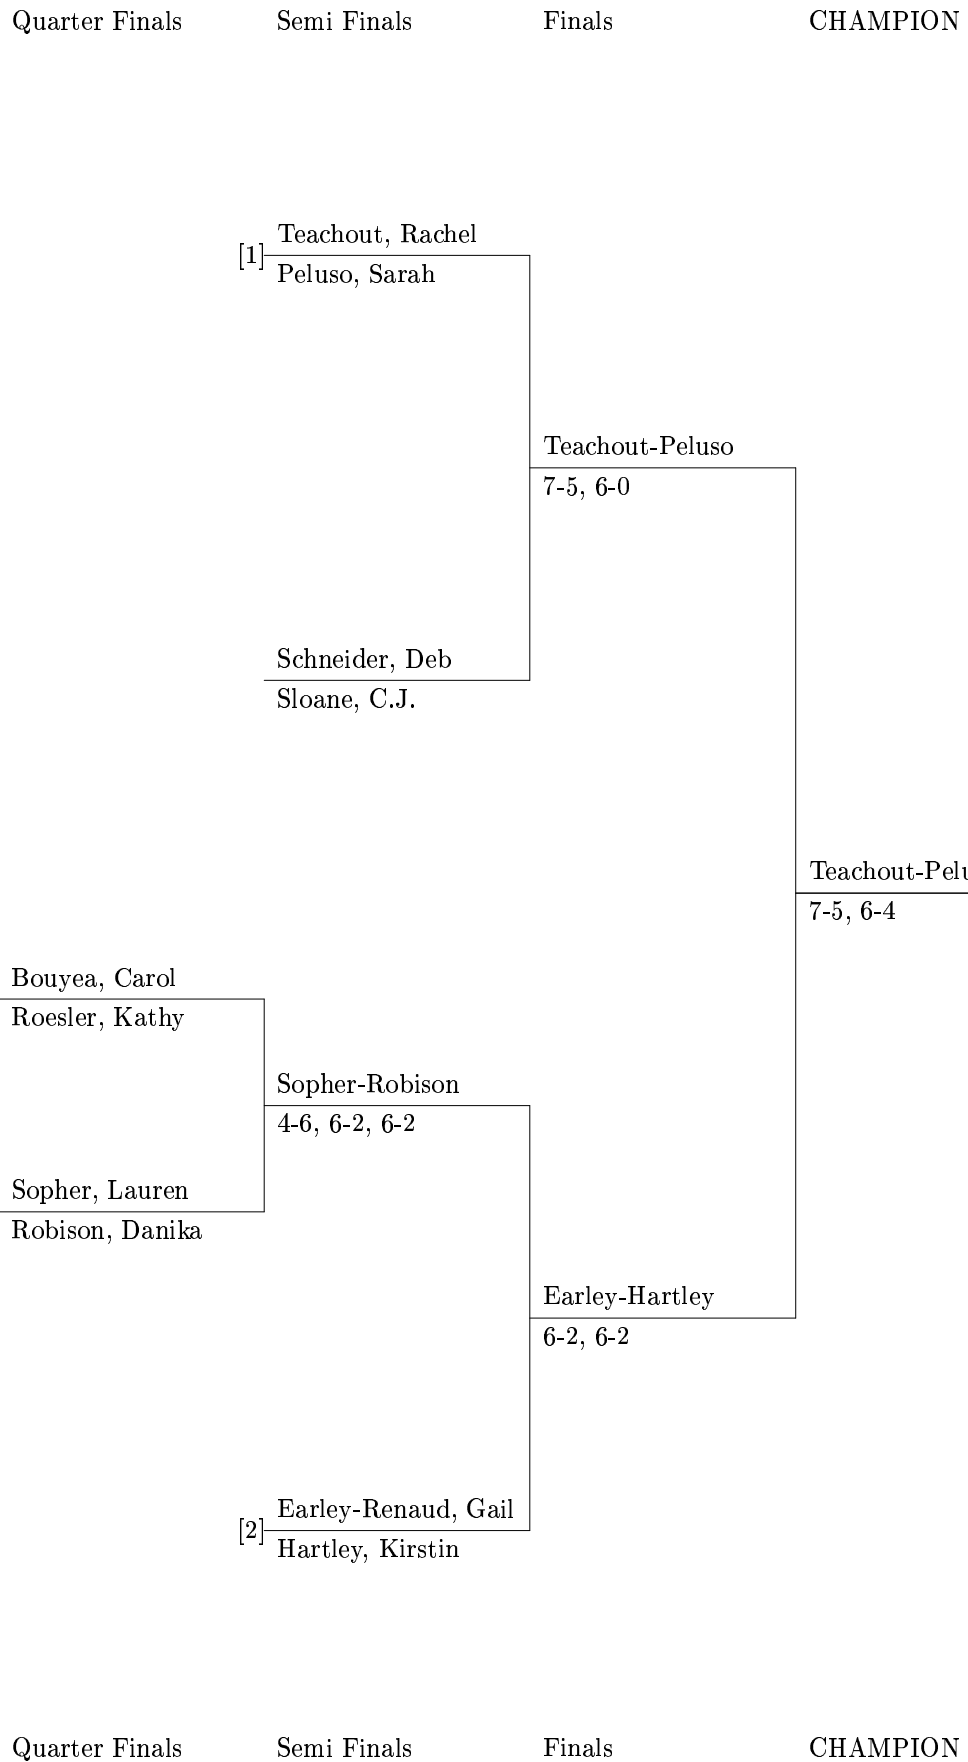 Quarter Finals Semi Finals Finals CHAMPION
Teachout, Rachel
[1]
Peluso, Sarah
Teachout-Peluso
7-5, 6-0
Schneider, Deb
Sloane, C.J.
Teachout-Pelu
7-5, 6-4
Bouyea, Carol
Roesler, Kathy
Sopher-Robison
4-6, 6-2, 6-2
Sopher, Lauren
Robison, Danika
Earley-Hartley
6-2, 6-2
Earley-Renaud, Gail
[2]
Hartley, Kirstin
Quarter Finals Semi Finals Finals CHAMPION